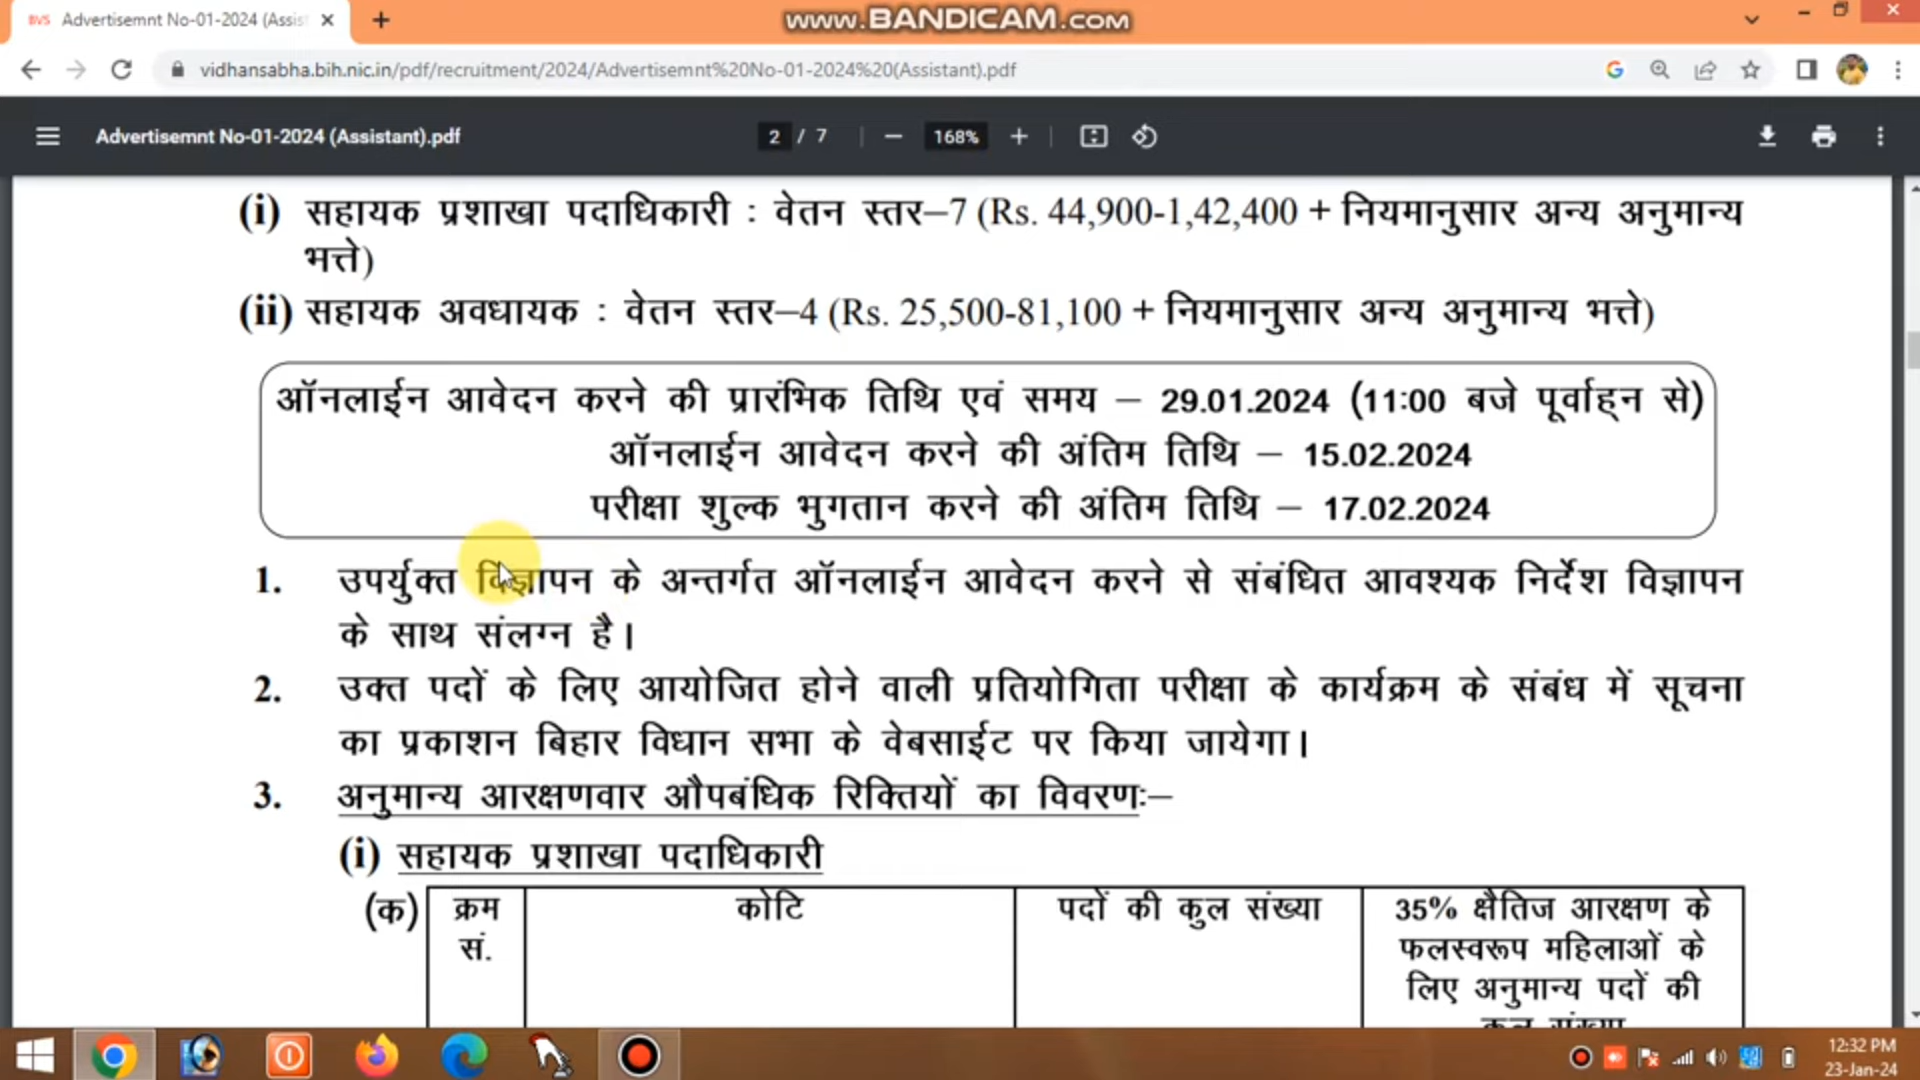 BVS Advertisemnt No-01-2024 (Assist
www.BANDICAM.com
vidhansabha.bih.nic.in/pdf/recruitment/2024/Advertisemnt%20No-01-2024%20(Assistant).pdf
Advertisemnt No-01-2024 (Assistant).pdf
2 / 7
168%
(i) सहायक प्रशाखा पदाधिकारी : वेतन स्तर–7 (Rs. 44,900-1,42,400 + नियमानुसार अन्य अनुमान्य
भत्ते)
(ii) सहायक अवधायक : वेतन स्तर–4 (Rs. 25,500-81,100 + नियमानुसार अन्य अनुमान्य भत्ते)
ऑनलाईन आवेदन करने की प्रारंभिक तिथि एवं समय – 29.01.2024 (11:00 बजे पूर्वाह्न से)
ऑनलाईन आवेदन करने की अंतिम तिथि – 15.02.2024
परीक्षा शुल्क भुगतान करने की अंतिम तिथि – 17.02.2024
1. उपर्युक्त विज्ञापन के अन्तर्गत ऑनलाईन आवेदन करने से संबंधित आवश्यक निर्देश विज्ञापन
के साथ संलग्न है।
2. उक्त पदों के लिए आयोजित होने वाली प्रतियोगिता परीक्षा के कार्यक्रम के संबंध में सूचना
का प्रकाशन बिहार विधान सभा के वेबसाईट पर किया जायेगा।
3. अनुमान्य आरक्षणवार औपबंधिक रिक्तियों का विवरणः–
(i) सहायक प्रशाखा पदाधिकारी
(क) क्रम
सं.
कोटि
पदों की कुल संख्या
35% क्षैतिज आरक्षण के
फलस्वरूप महिलाओं के
लिए अनुमान्य पदों की
कुल संख्या
12:32 PM
23-Jan-24